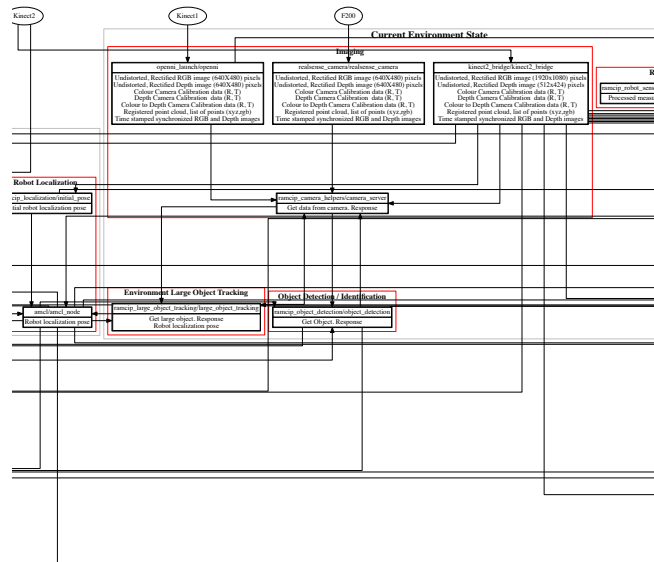 Kinect2
Kinect1
F200
Current Environment State
Imaging
openni_launch/openni
Undistorted, Rectified RGB image (640X480) pixels
Undistorted, Rectified Depth image (640X480) pixels
Colour Camera Calibration data (R, T)
Depth Camera Calibration data (R, T)
Colour to Depth Camera Calibration data (R, T)
Registered point cloud, list of points (xyz,rgb)
Time stamped synchronized RGB and Depth images
realsense_camera/realsense_camera
Undistorted, Rectified RGB image (640X480) pixels
Undistorted, Rectified Depth image (640X480) pixels
Colour Camera Calibration data (R, T)
Depth Camera Calibration data (R, T)
Colour to Depth Camera Calibration data (R, T)
Registered point cloud, list of points (xyz,rgb)
Time stamped synchronized RGB and Depth images
kinect2_bridge/kinect2_bridge
Undistorted, Rectified RGB image (1920x1080) pixels
Undistorted, Rectified Depth image (512x424) pixels
Colour Camera Calibration data (R, T)
Depth Camera Calibration data (R, T)
Colour to Depth Camera Calibration data (R, T)
Registered point cloud, list of points (xyz,rgb)
Time stamped synchronized RGB and Depth images
R
ramcip_robot_sens
Processed meas
Robot Localization
cip_localization/initial_pose
tial robot localization pose
ramcip_camera_helpers/camera_server
Get data from camera. Response
Environment Large Object Tracking
ramcip_large_object_tracking/large_object_tracking
Get large object. Response
Robot localization pose
Object Detection / Identification
ramcip_object_detection/object_detection
Get Object. Response
amcl/amcl_node
Robot localization pose